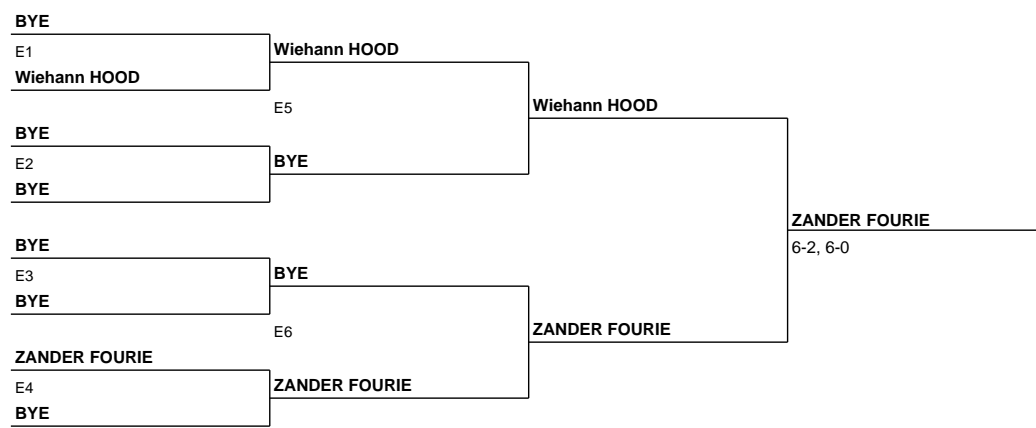 BYE
E1
Wiehann HOOD
Wiehann HOOD
E5
Wiehann HOOD
BYE
E2
BYE
BYE
ZANDER FOURIE
6-2, 6-0
BYE
E3
BYE
BYE
E6
ZANDER FOURIE
ZANDER FOURIE
E4
ZANDER FOURIE
BYE